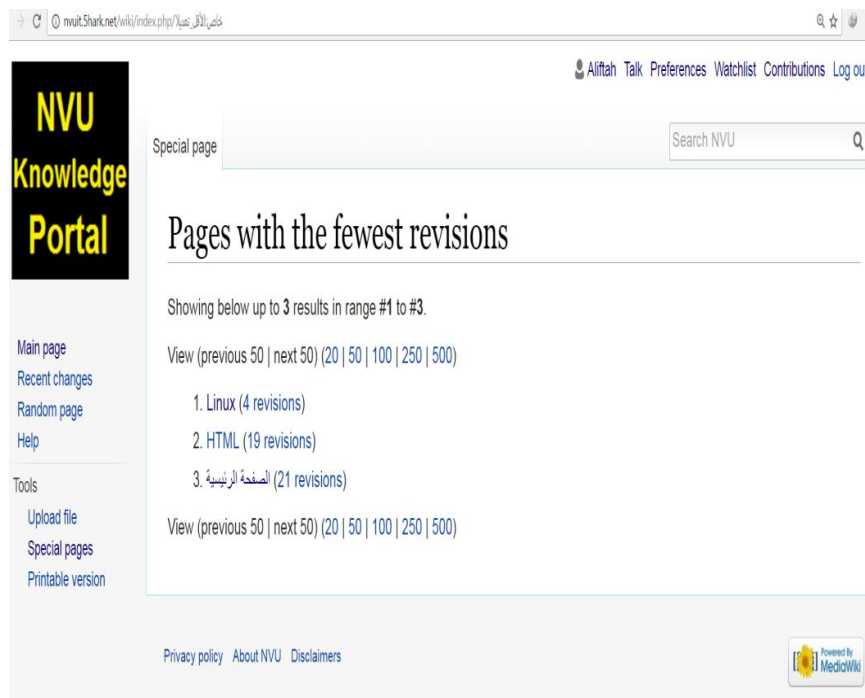 nvuit.5hark.net/wiki/index.php/خاص:الأقل_تعديلا
Aliftah Talk Preferences Watchlist Contributions Log ou
NVU
Knowledge
Portal
Special page
Search NVU
Pages with the fewest revisions
Showing below up to 3 results in range #1 to #3.
View (previous 50 | next 50) (20 | 50 | 100 | 250 | 500)
1. Linux (4 revisions)
2. HTML (19 revisions)
3. الصفحة الرئيسية (21 revisions)
View (previous 50 | next 50) (20 | 50 | 100 | 250 | 500)
Main page
Recent changes
Random page
Help
Tools
Upload file
Special pages
Printable version
Privacy policy About NVU Disclaimers
Powered By
MediaWiki